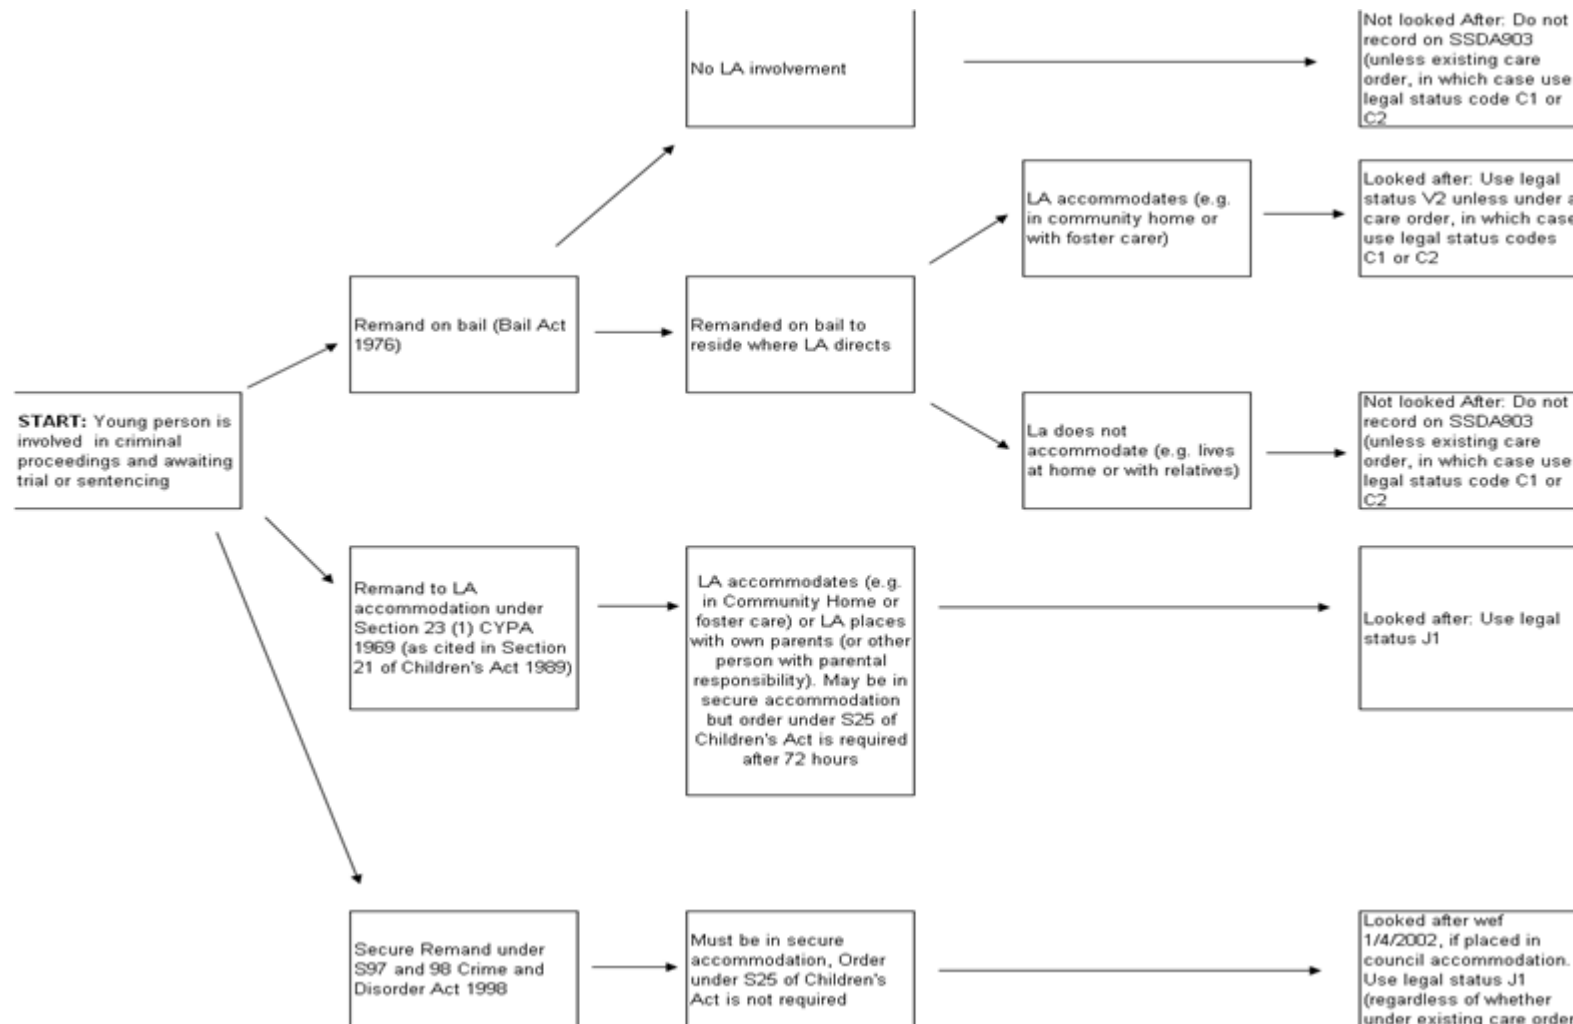 No LA involvement
Not looked After: Do not
record on SSDA903
(unless existing care
order, in which case use
legal status code C1 or
C2
LA accommodates (e.g.
in community home or
with foster carer)
Looked after: Use legal
status V2 unless under a
care order, in which case
use legal status codes
C1 or C2
Remand on bail (Bail Act
1976)
Remanded on bail to
reside where LA directs
START: Young person is
involved in criminal
proceedings and awaiting
trial or sentencing
La does not
accommodate (e.g. lives
at home or with relatives)
Not looked After: Do not
record on SSDA903
(unless existing care
order, in which case use
legal status code C1 or
C2
Remand to LA
accommodation under
Section 23 (1) CYPA
1969 (as cited in Section
21 of Children's Act 1989)
LA accommodates (e.g.
in Community Home or
foster care) or LA places
with own parents (or other
person with parental
responsibility). May be in
secure accommodation
but order under S25 of
Children's Act is required
after 72 hours
Looked after: Use legal
status J1
Secure Remand under
S97 and 98 Crime and
Disorder Act 1998
Must be in secure
accommodation, Order
under S25 of Children's
Act is not required
Looked after wef
1/4/2002, if placed in
council accommodation.
Use legal status J1
(regardless of whether
under existing care order